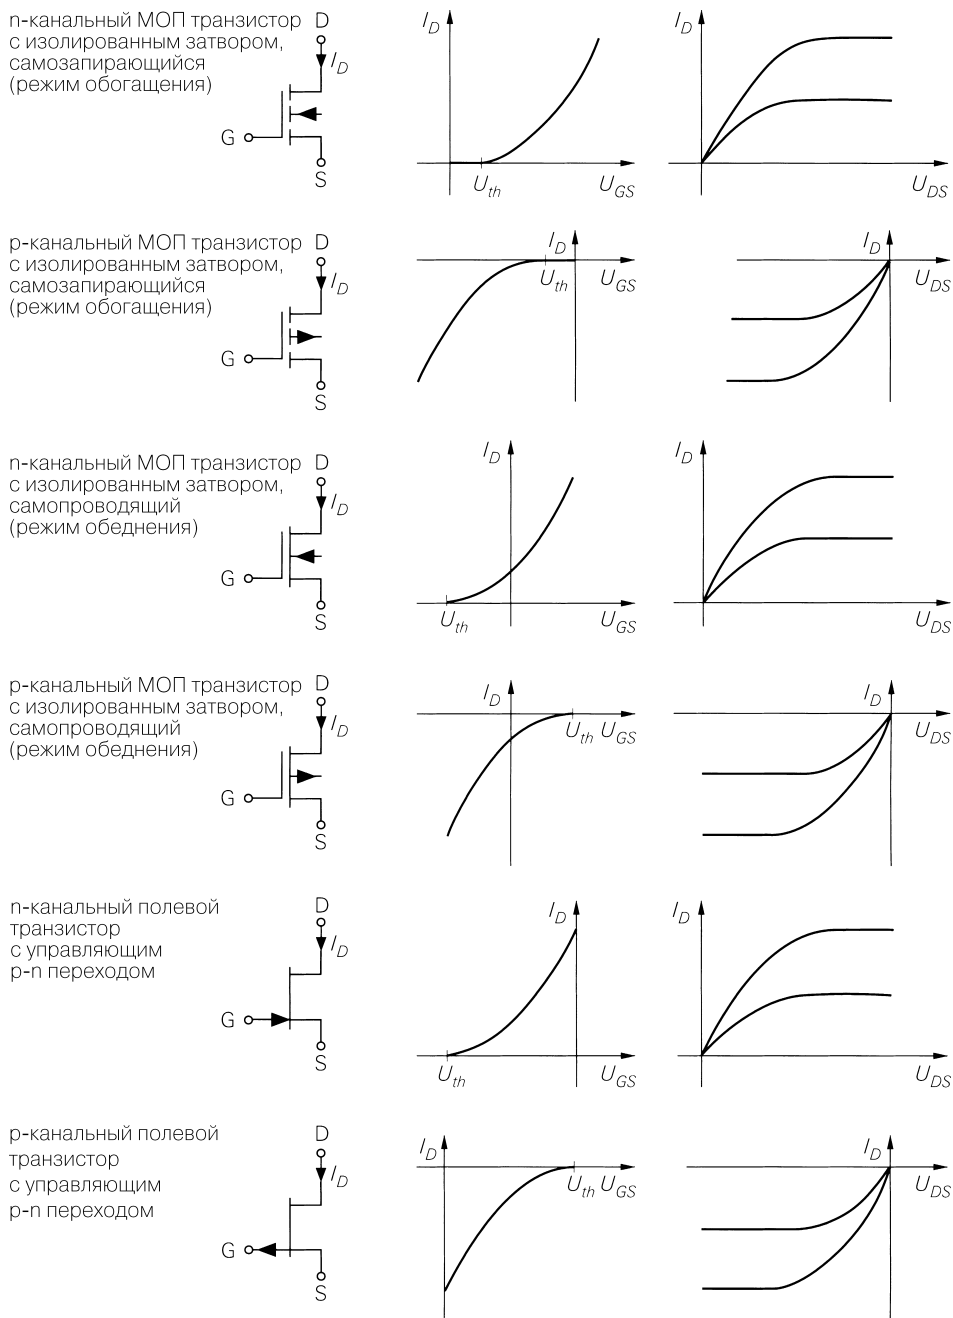 n-канальный МОП транзистор
с изолированным затвором,
самозапирающийся
(режим обогащения)
D
I_D
G
S
I_D
U_th
U_GS
I_D
U_DS
p-канальный МОП транзистор
с изолированным затвором,
самозапирающийся
(режим обогащения)
D
I_D
G
S
I_D
U_th
U_GS
I_D
U_DS
n-канальный МОП транзистор
с изолированным затвором,
самопроводящий
(режим обеднения)
D
I_D
G
S
I_D
U_th
U_GS
I_D
U_DS
p-канальный МОП транзистор
с изолированным затвором,
самопроводящий
(режим обеднения)
D
I_D
G
S
I_D
U_th U_GS
I_D
U_DS
n-канальный полевой
транзистор
с управляющим
p-n переходом
D
I_D
G
S
I_D
U_th
U_GS
I_D
U_DS
p-канальный полевой
транзистор
с управляющим
p-n переходом
D
I_D
G
S
I_D
U_th U_GS
I_D
U_DS